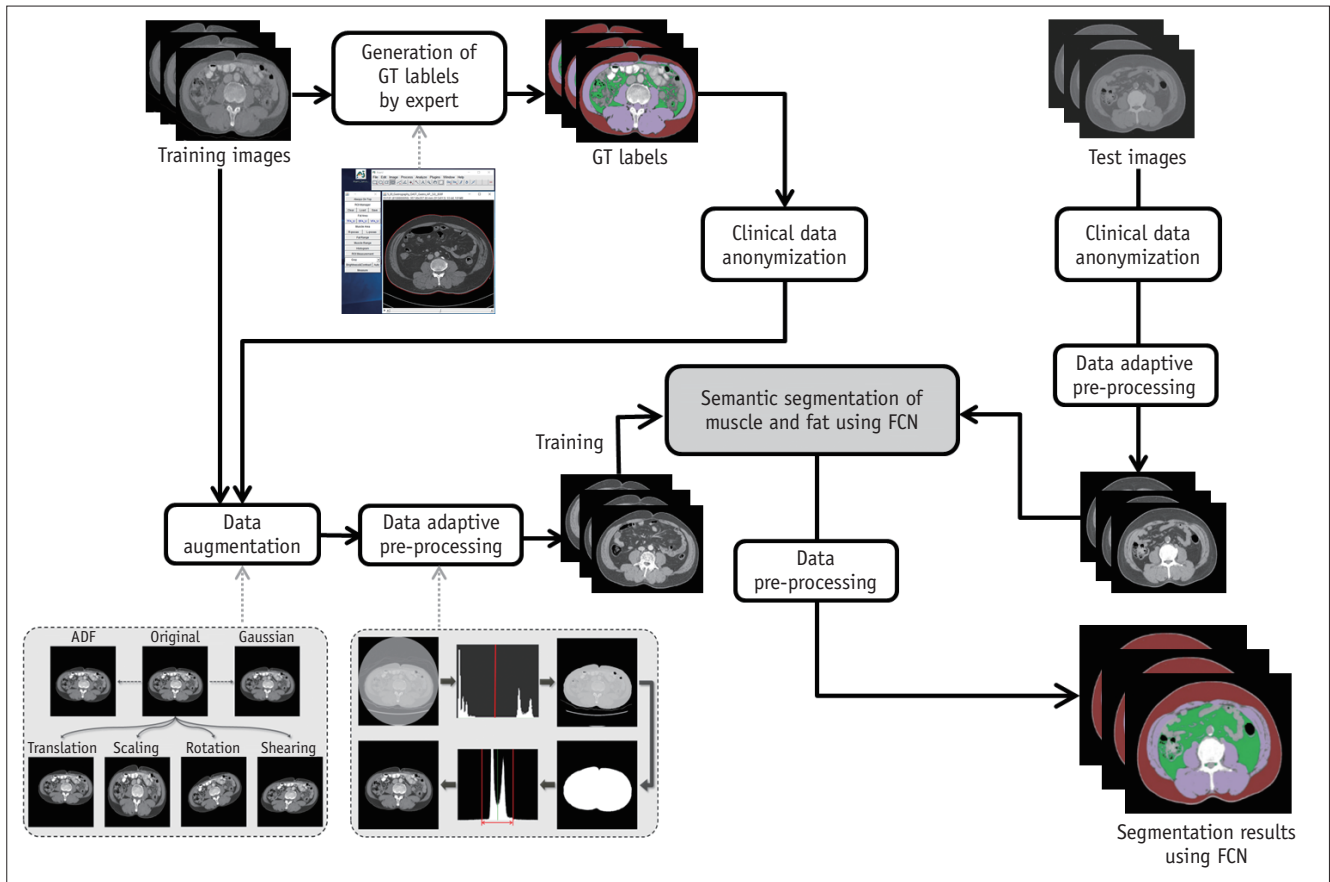 Generation of
GT lablels
by expert
Training images
GT labels
Test images
Clinical data
anonymization
Clinical data
anonymization
Data adaptive
pre-processing
Semantic segmentation of
muscle and fat using FCN
Training
Data
augmentation
Data adaptive
pre-processing
Data
pre-processing
ADF
Original
Gaussian
Translation
Scaling
Rotation
Shearing
Segmentation results
using FCN